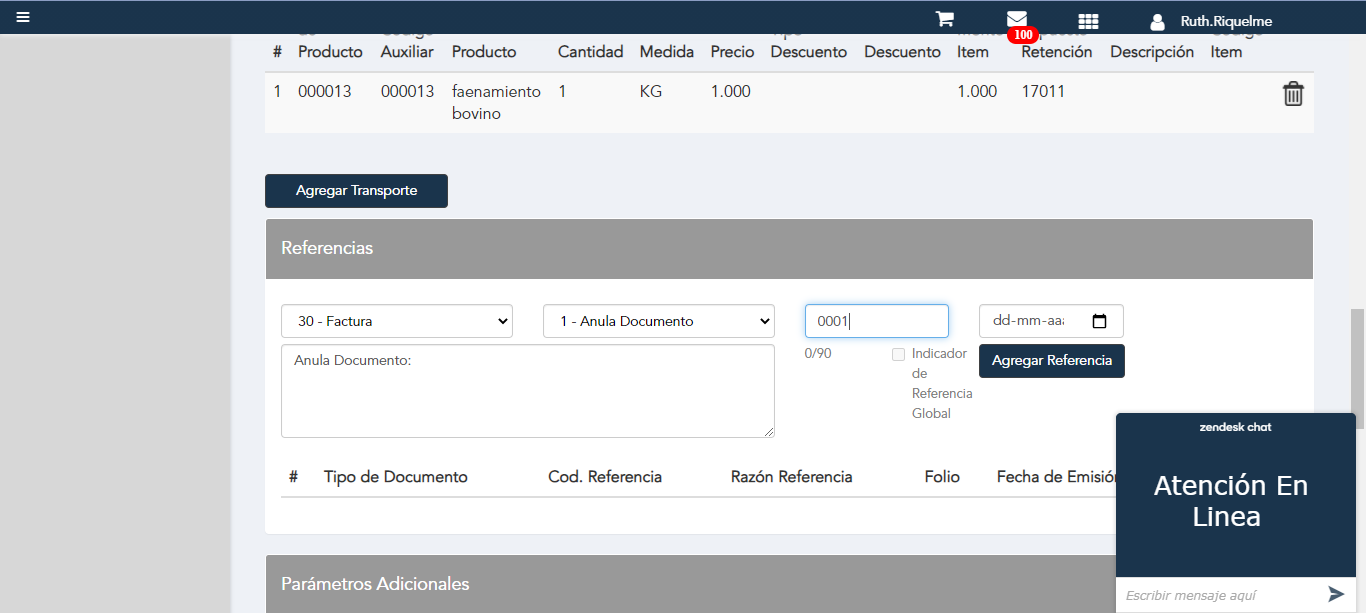 Ruth.Riquelme
100
# Producto Auxiliar Producto Cantidad Medida Precio Descuento Descuento Item Retención Descripción Item
1 000013 000013 faenamiento 1 KG 1.000 1.000 17011
bovino
Agregar Transporte
Referencias
30 - Factura 1 - Anula Documento 0001 dd-mm-aa
Anula Documento:
0/90 Indicador Agregar Referencia
de
Referencia
Global
zendesk chat
# Tipo de Documento Cod. Referencia Razón Referencia Folio Fecha de Emisión
Atención En
Linea
Parámetros Adicionales
Escribir mensaje aquí